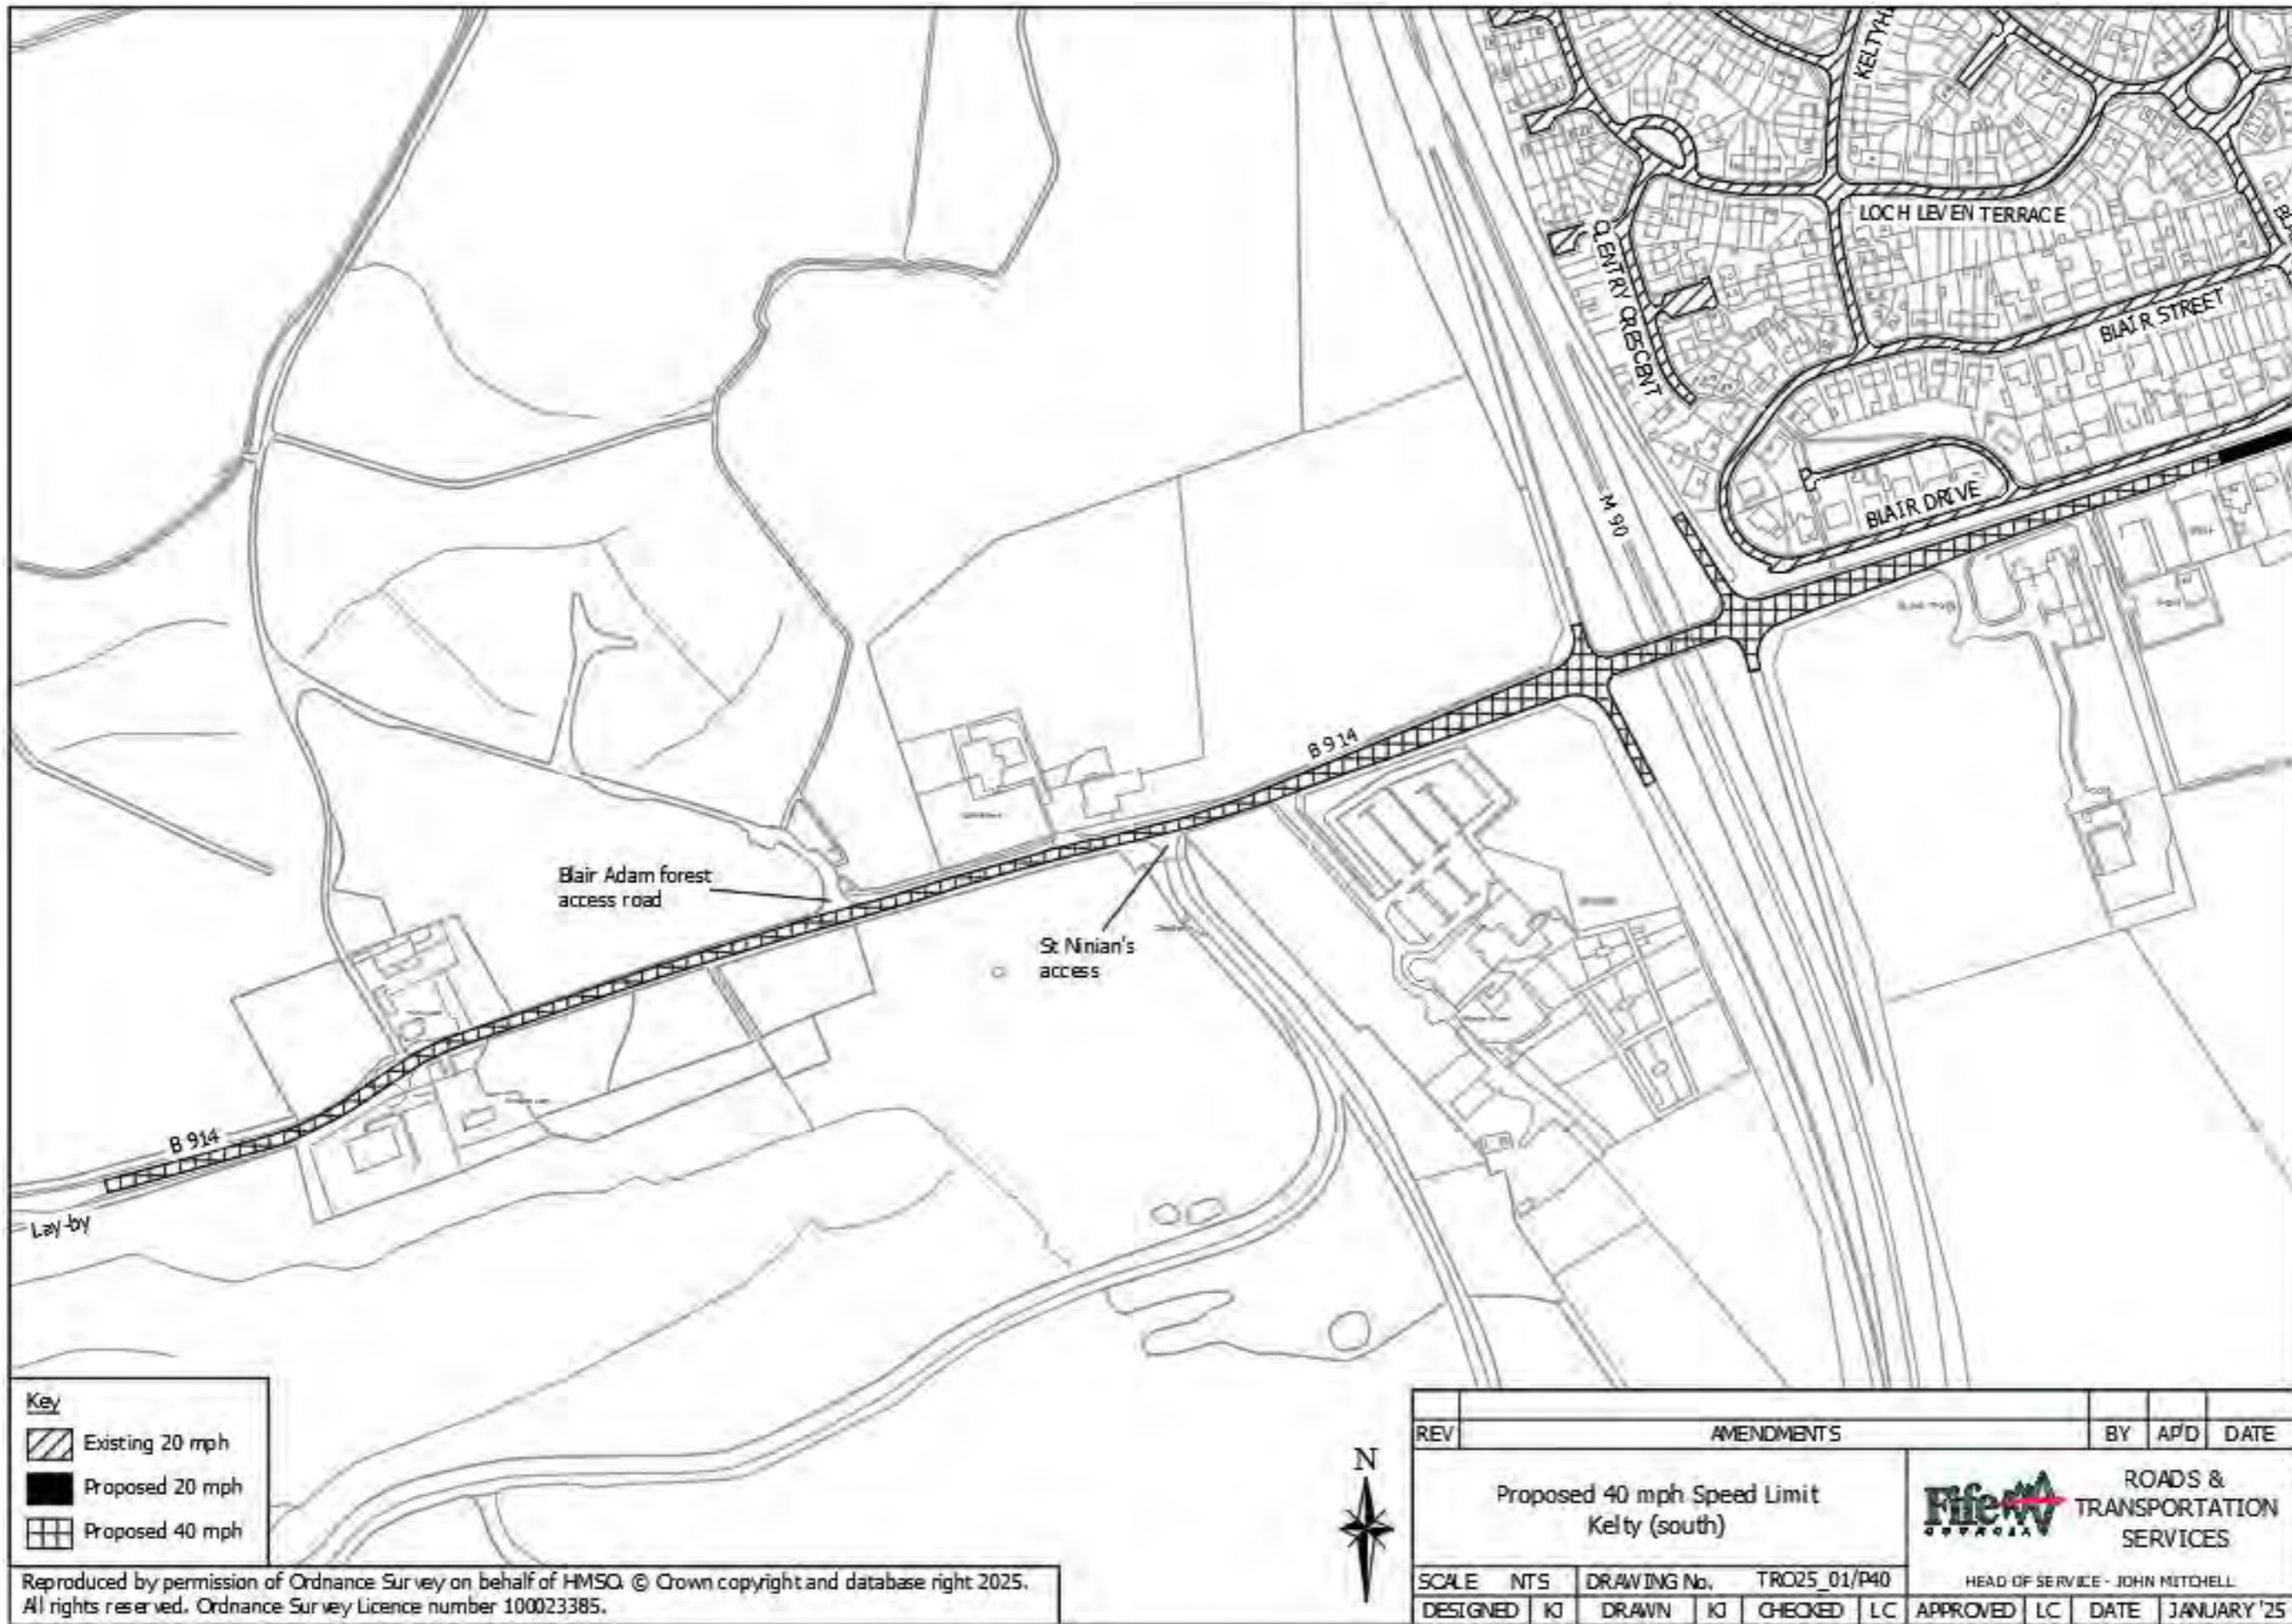 KELTYH
LOCH LEVEN TERRACE
CLENTRY CRESCENT
BLAIR STREET
BLAIR DRIVE
M 90
B 914
Blair Adam forest
access road
St Ninian's
access
B 914
Lay-by
Key
Existing 20 mph
Proposed 20 mph
Proposed 40 mph
N
REV AMENDMENTS BY AP'D DATE
Proposed 40 mph Speed Limit
Kelty (south)
Fife
COUNCIL
ROADS &
TRANSPORTATION
SERVICES
SCALE NTS DRAWING No. TRO25_01/P40 HEAD OF SERVICE - JOHN MITCHELL
DESIGNED KJ DRAWN KJ CHECKED LC APPROVED LC DATE JANUARY '25
Reproduced by permission of Ordnance Survey on behalf of HMSO. © Crown copyright and database right 2025.
All rights reserved. Ordnance Survey Licence number 100023385.